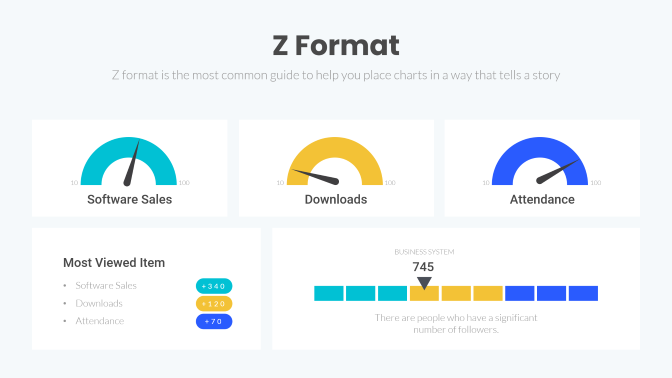 Z Format
Z format is the most common guide to help you place charts in a way that tells a story
10 100
Software Sales
10 100
Downloads
10 100
Attendance
Most Viewed Item
• Software Sales +340
• Downloads +120
• Attendance +70
BUSINESS SYSTEM
745
There are people who have a significant
number of followers.